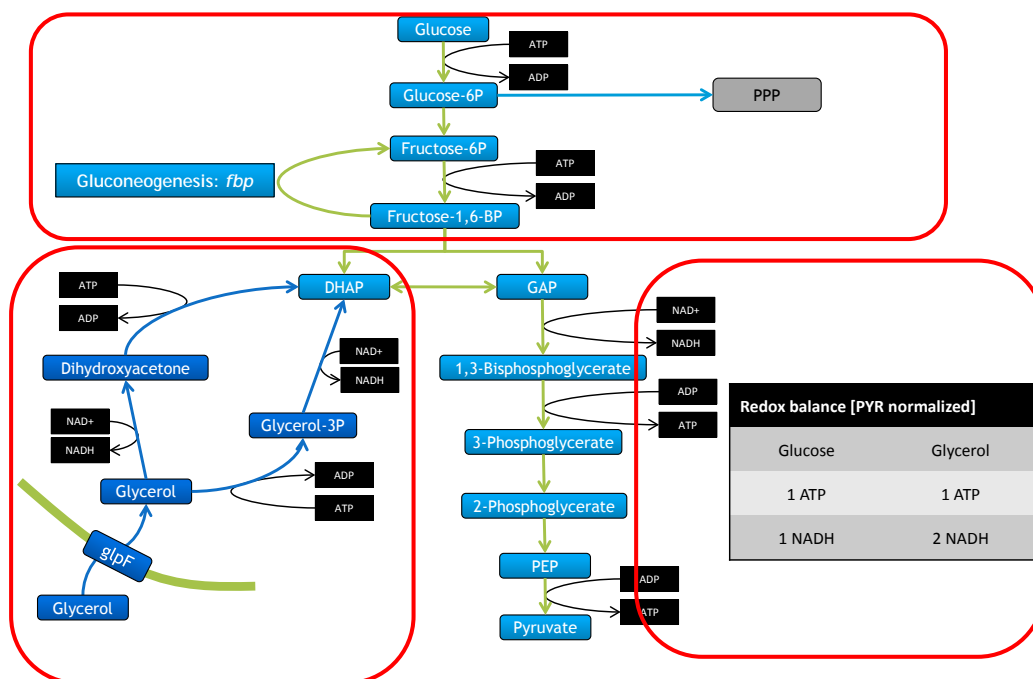 Glucose
ATP
ADP
Glucose-6P
PPP
Fructose-6P
ATP
Gluconeogenesis: fbp
ADP
Fructose-1,6-BP
ATP
DHAP
GAP
ADP
NAD+
NADH
NAD+
Dihydroxyacetone
NADH
1,3-Bisphosphoglycerate
ADP
NAD+
Glycerol-3P
ATP
NADH
3-Phosphoglycerate
ADP
Glycerol
ATP
2-Phosphoglycerate
glpF
PEP
ADP
Glycerol
ATP
Pyruvate
Redox balance [PYR normalized]
Glucose Glycerol
1 ATP 1 ATP
1 NADH 2 NADH